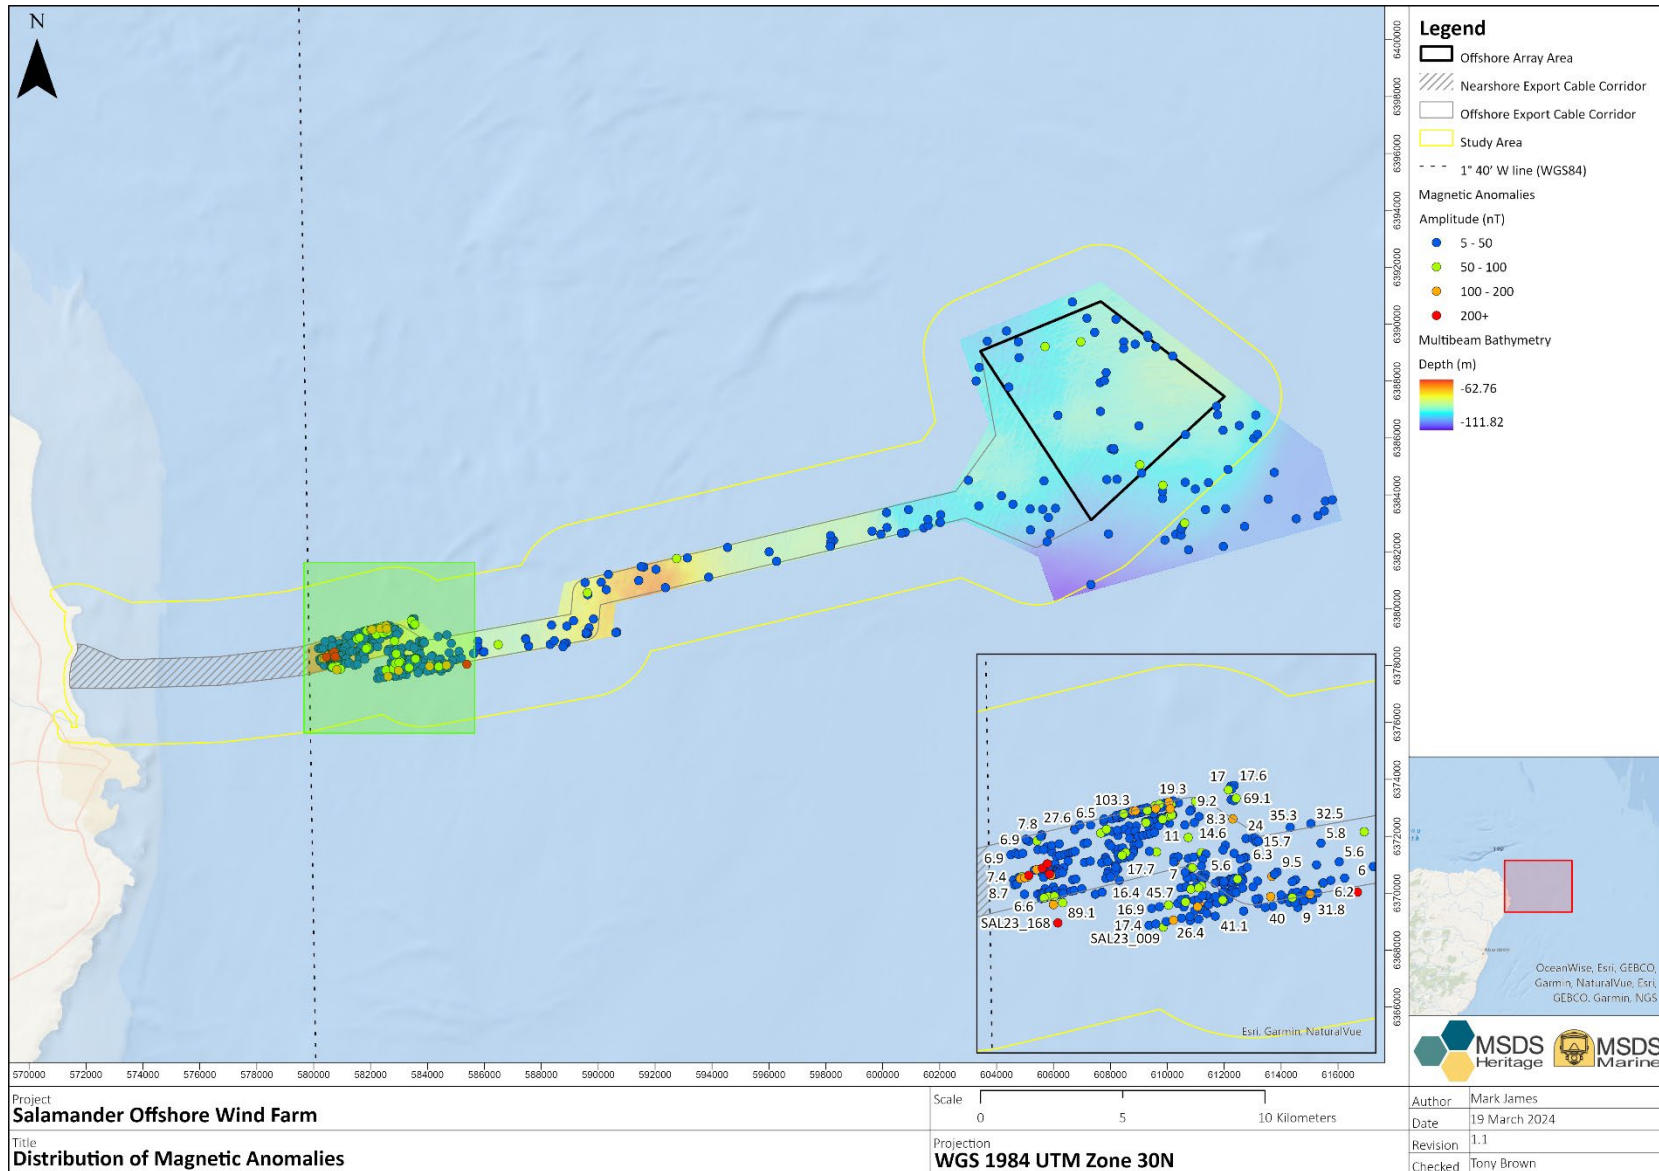 N
Legend
Offshore Array Area
Nearshore Export Cable Corridor
Offshore Export Cable Corridor
Study Area
1° 40' W line (WGS84)
Magnetic Anomalies
Amplitude (nT)
5 - 50
50 - 100
100 - 200
200+
Multibeam Bathymetry
Depth (m)
-62.76
-111.82
6400000
6398000
6396000
6394000
6392000
6390000
6388000
6386000
6384000
6382000
6380000
6378000
6376000
6374000
6372000
6370000
6368000
6366000
17
17.6
69.1
19.3
9.2
103.3
6.5
27.6
7.8
6.9
6.9
7.4
8.7
6.6
SAL23_168
89.1
8.3
24
35.3
32.5
5.8
15.7
14.6
11
6.3
9.5
5.6
5.6
6
6.2
17.7
7
16.4
45.7
16.9
17.4
SAL23_009
26.4
41.1
40
9
31.8
Esri, Garmin, NaturalVue
OceanWise, Esri, GEBCO,
Garmin, NaturalVue, Esri,
GEBCO, Garmin, NGS
MSDS Heritage
MSDS Marine
570000 572000 574000 576000 578000 580000 582000 584000 586000 588000 590000 592000 594000 596000 598000 600000 602000 604000 606000 608000 610000 612000 614000 616000
Project
Salamander Offshore Wind Farm
Title
Distribution of Magnetic Anomalies
Scale
0 5 10 Kilometers
Projection
WGS 1984 UTM Zone 30N
Author Mark James
Date 19 March 2024
Revision 1.1
Checked Tony Brown